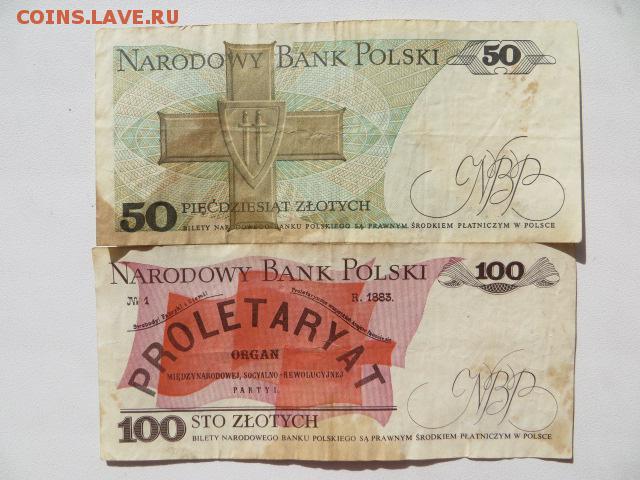 COINS.LAVE.RU
NARODOWY BANK POLSKI
50
NBP
50 PIĘĆDZIESIĄT ZŁOTYCH
BILETY NARODOWEGO BANKU POLSKIEGO SĄ PRAWNYM ŚRODKIEM PŁATNICZYM W POLSCE
NARODOWY BANK POLSKI
100
№ 1
R. 1883.
PROLETARYAT
ORGAN
MIĘDZYNARODOWEJ, SOCYALNO-REWOLUCYJNEJ
PARTYI.
NBP
100 STO ZŁOTYCH
BILETY NARODOWEGO BANKU POLSKIEGO SĄ PRAWNYM ŚRODKIEM PŁATNICZYM W POLSCE